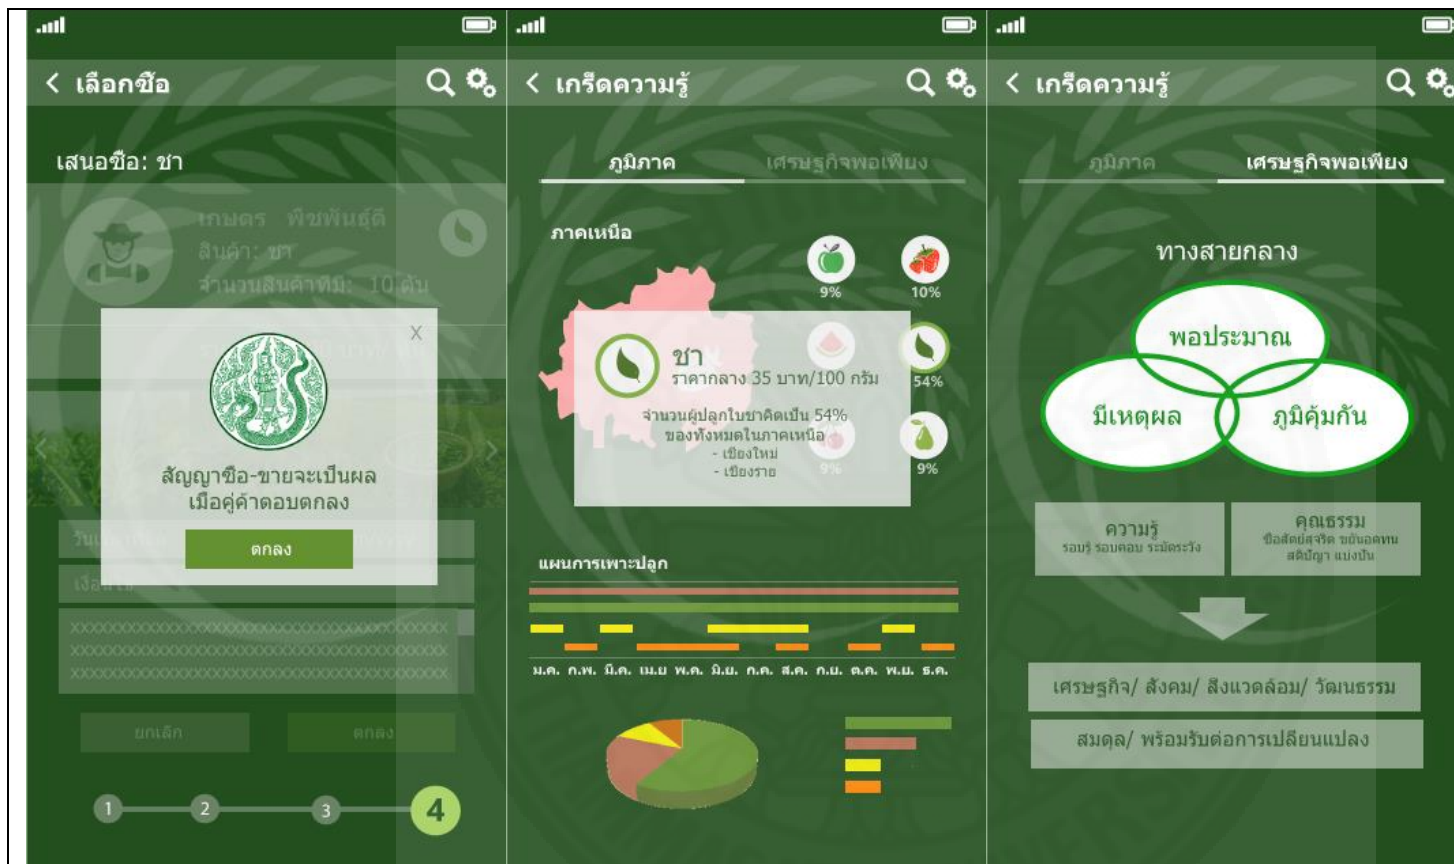 เลือกซื้อ
เสนอซื้อ: ชา
เกษตร พืชพันธุ์ดี
สินค้า: ชา
จำนวนสินค้าที่มี: 10 ตัน
X
สัญญาซื้อ-ขายจะเป็นผล
เมื่อคู่ค้าตอบตกลง
ตกลง
xxxxxxxxxxxxxxxxxxxxxxxxxxxxxxxxxxxxxxxx
xxxxxxxxxxxxxxxxxxxxxxxxxxxxxxxxxxxxxxxx
xxxxxxxxxxxxxxxxxxxxxxxxxxxxxxxxxxxxxxxx
ยกเลิก
ตกลง
1 2 3 4
เกร็ดความรู้
ภูมิภาค เศรษฐกิจพอเพียง
ภาคเหนือ
9% 10%
ชา
ราคากลาง 35 บาท/100 กรัม
54%
จำนวนผู้ปลูกใบชาคิดเป็น 54%
ของทั้งหมดในภาคเหนือ
- เชียงใหม่
- เชียงราย
9% 9%
แผนการเพาะปลูก
ม.ค. ก.พ. มี.ค. เม.ย พ.ค. มิ.ย. ก.ค. ส.ค. ก.ย. ต.ค. พ.ย. ธ.ค.
เกร็ดความรู้
ภูมิภาค เศรษฐกิจพอเพียง
ทางสายกลาง
พอประมาณ
มีเหตุผล ภูมิคุ้มกัน
ความรู้
รอบรู้ รอบคอบ ระมัดระวัง
คุณธรรม
ซื่อสัตย์สุจริต ขยันอดทน
สติปัญา แบ่งปัน
เศรษฐกิจ/ สังคม/ สิ่งแวดล้อม/ วัฒนธรรม
สมดุล/ พร้อมรับต่อการเปลี่ยนแปลง